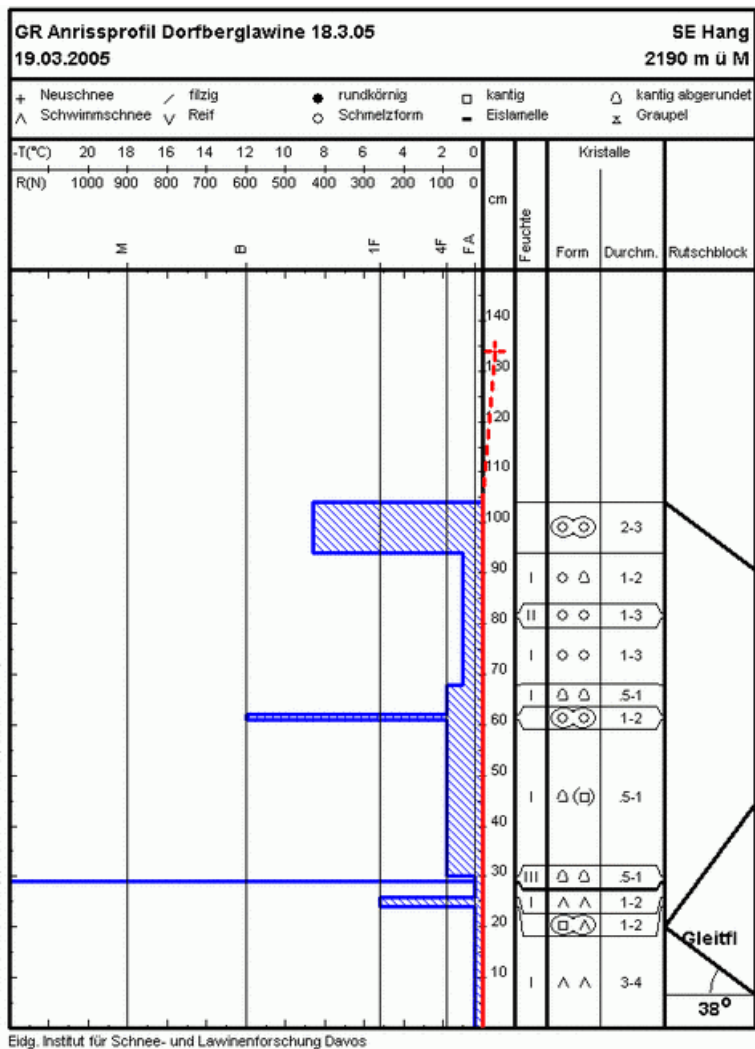 GR Anrissprofil Dorfberglawine 18.3.05 SE Hang
19.03.2005 2190 m ü M
+ Neuschnee / filzig ● rundkörnig □ kantig kantig abgerundet
∧ Schwimmschnee ∨ Reif ○ Schmelzform - Eislamelle Graupel
-T(°C) 20 18 16 14 12 10 8 6 4 2 0 Kristalle
R(N) 1000 900 800 700 600 500 400 300 200 100 0
cm Feuchte Form Durchm. Rutschblock
M B 1F 4F FA
140
130
120
110
100 2-3
90 I 1-2
80 II 1-3
70 I 1-3
I .5-1
60 1-2
50
40 I .5-1
30 III .5-1
I 1-2
20 1-2 Gleitfl
10 I 3-4
38°
Eidg. Institut für Schnee- und Lawinenforschung Davos